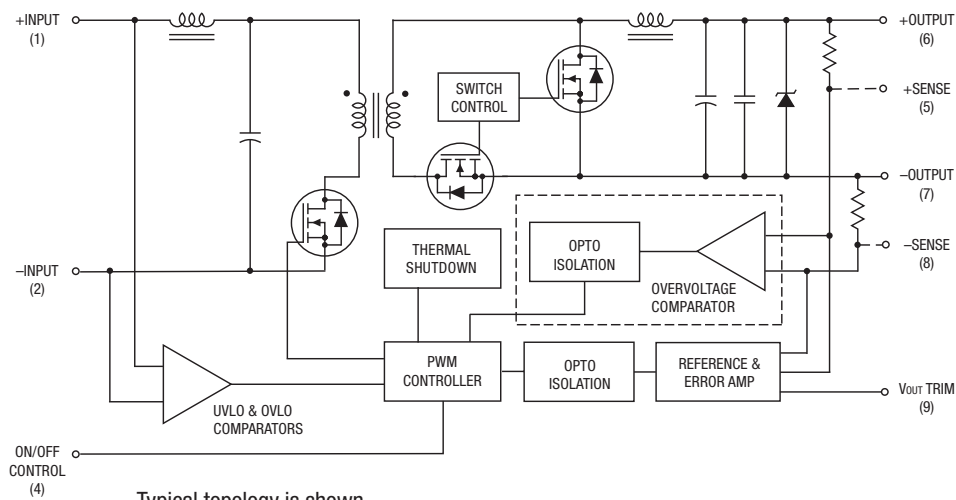 +INPUT
(1)
+OUTPUT
(6)
SWITCH
CONTROL
+SENSE
(5)
–OUTPUT
(7)
–INPUT
(2)
THERMAL
SHUTDOWN
OPTO
ISOLATION
OVERVOLTAGE
COMPARATOR
–SENSE
(8)
PWM
CONTROLLER
OPTO
ISOLATION
REFERENCE &
ERROR AMP
UVLO & OVLO
COMPARATORS
VOUT TRIM
(9)
ON/OFF
CONTROL
(4)
Typical topology is shown